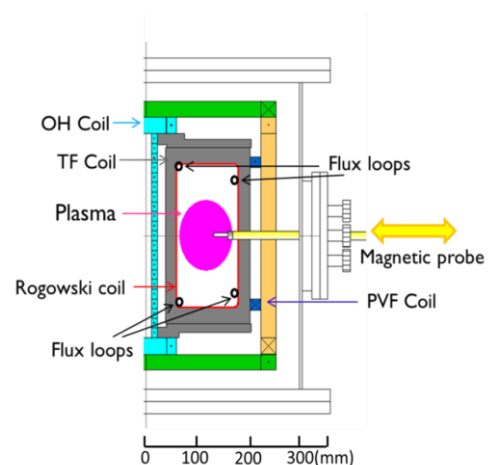 OH Coil
TF Coil
Flux loops
Plasma
Magnetic probe
Rogowski coil
PVF Coil
Flux loops
0 100 200 300(mm)